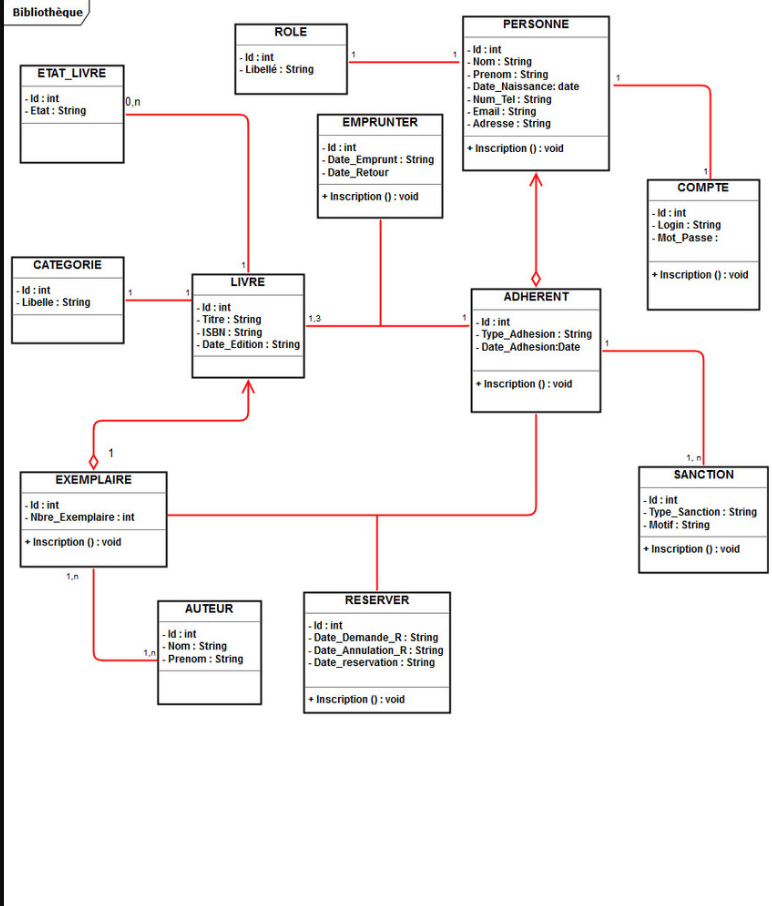 Bibliothèque
ROLE
- Id : int
- Libellé : String
PERSONNE
- Id : int
- Nom : String
- Prenom : String
- Date_Naissance: date
- Num_Tel : String
- Email : String
- Adresse : String
+ Inscription () : void
1
1
1
ETAT_LIVRE
- Id : int
- Etat : String
0,n
EMPRUNTER
- Id : int
- Date_Emprunt : String
- Date_Retour
+ Inscription () : void
1
COMPTE
- Id : int
- Login : String
- Mot_Passe :
+ Inscription () : void
CATEGORIE
- Id : int
- Libelle : String
1
1
1
LIVRE
- Id : int
- Titre : String
- ISBN : String
- Date_Edition : String
1,3
1
ADHERENT
- Id : int
- Type_Adhesion : String
- Date_Adhesion:Date
+ Inscription () : void
1
1
EXEMPLAIRE
- Id : int
- Nbre_Exemplaire : int
+ Inscription () : void
1, n
SANCTION
- Id : int
- Type_Sanction : String
- Motif : String
+ Inscription () : void
1,n
AUTEUR
- Id : int
- Nom : String
- Prenom : String
1,n
RESERVER
- Id : int
- Date_Demande_R : String
- Date_Annulation_R : String
- Date_reservation : String
+ Inscription () : void